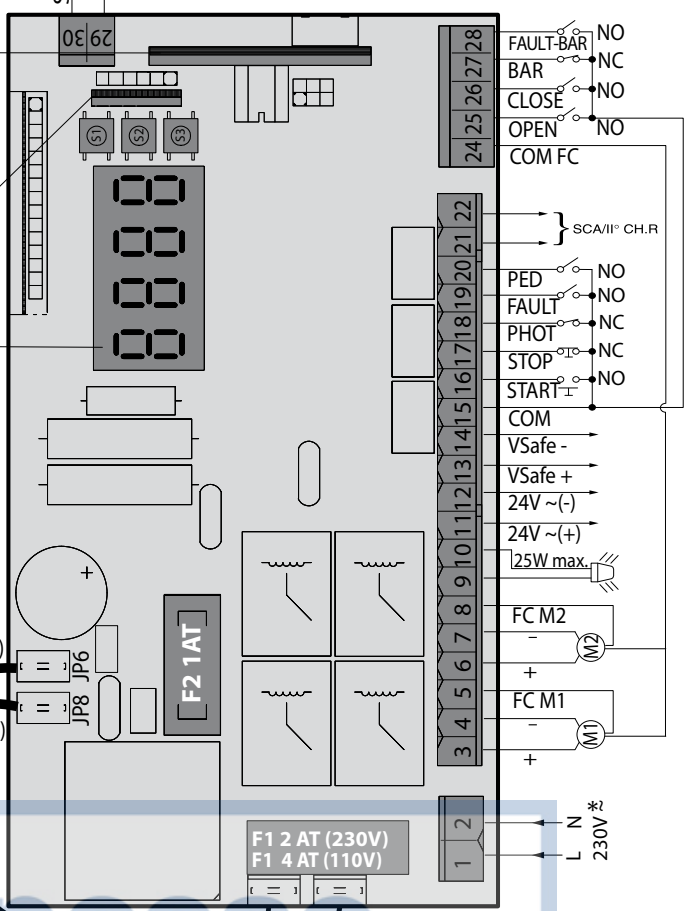 29 30
28 FAULT-BAR NO
27 BAR NC
26 CLOSE NO
25 OPEN NO
24 COM FC
S1 S2 S3
22
21
SCA/II° CH.R
20 PED NO
19 FAULT NO
18 PHOT NC
17 STOP NC
16 START NO
15 COM
14 VSafe -
13 VSafe +
12 24V ~(-)
11 24V ~(+)
10 25W max.
9
8 FC M2
7 -
M2
6 +
5 FC M1
4 -
M1
3 +
+
JP6
JP8
F2 1AT
F1 2 AT (230V)
F1 4 AT (110V)
2 N
1 L
230V~*